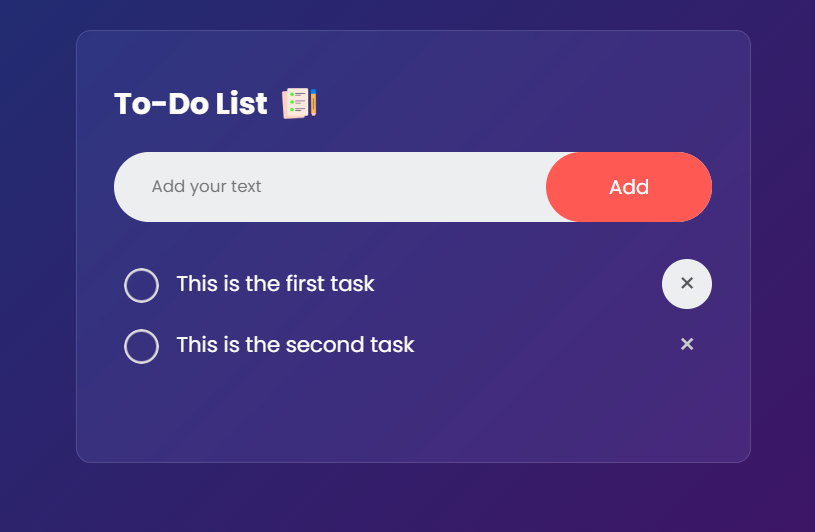 To-Do List
Add your text
Add
This is the first task
×
This is the second task
×